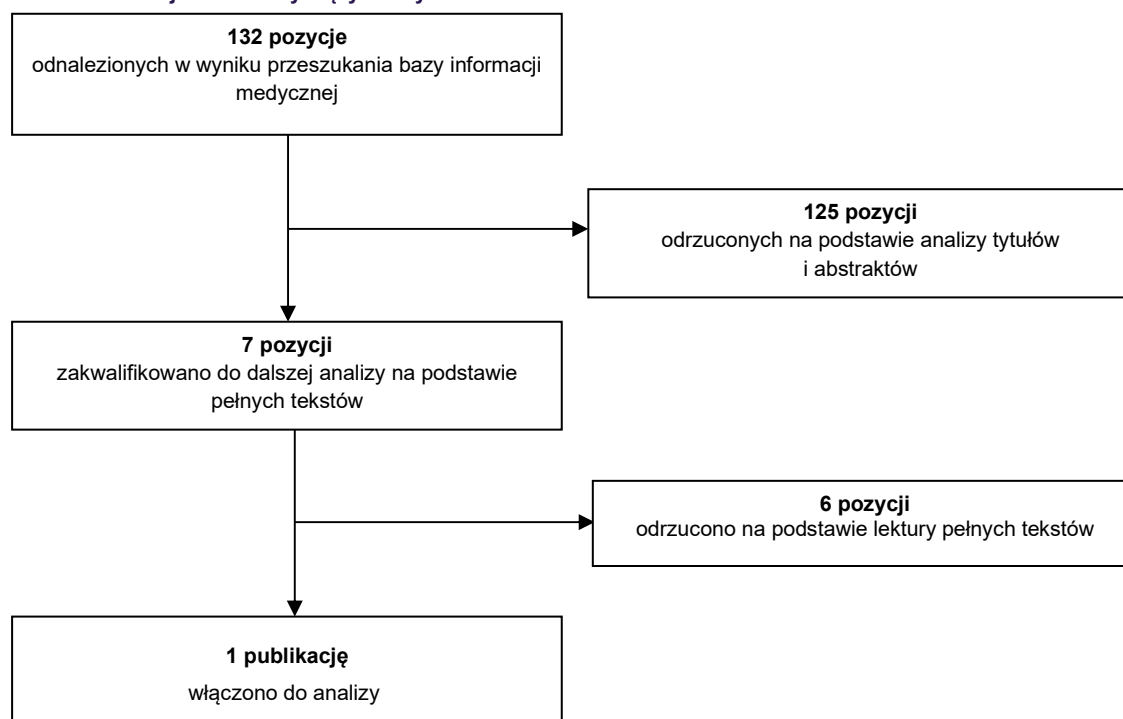 132 pozycje
odnalezionych w wyniku przeszukania bazy informacji
medycznej
125 pozycji
odrzuconych na podstawie analizy tytułów
i abstraktów
7 pozycji
zakwalifikowano do dalszej analizy na podstawie
pełnych tekstów
6 pozycji
odrzucono na podstawie lektury pełnych tekstów
1 publikację
włączono do analizy